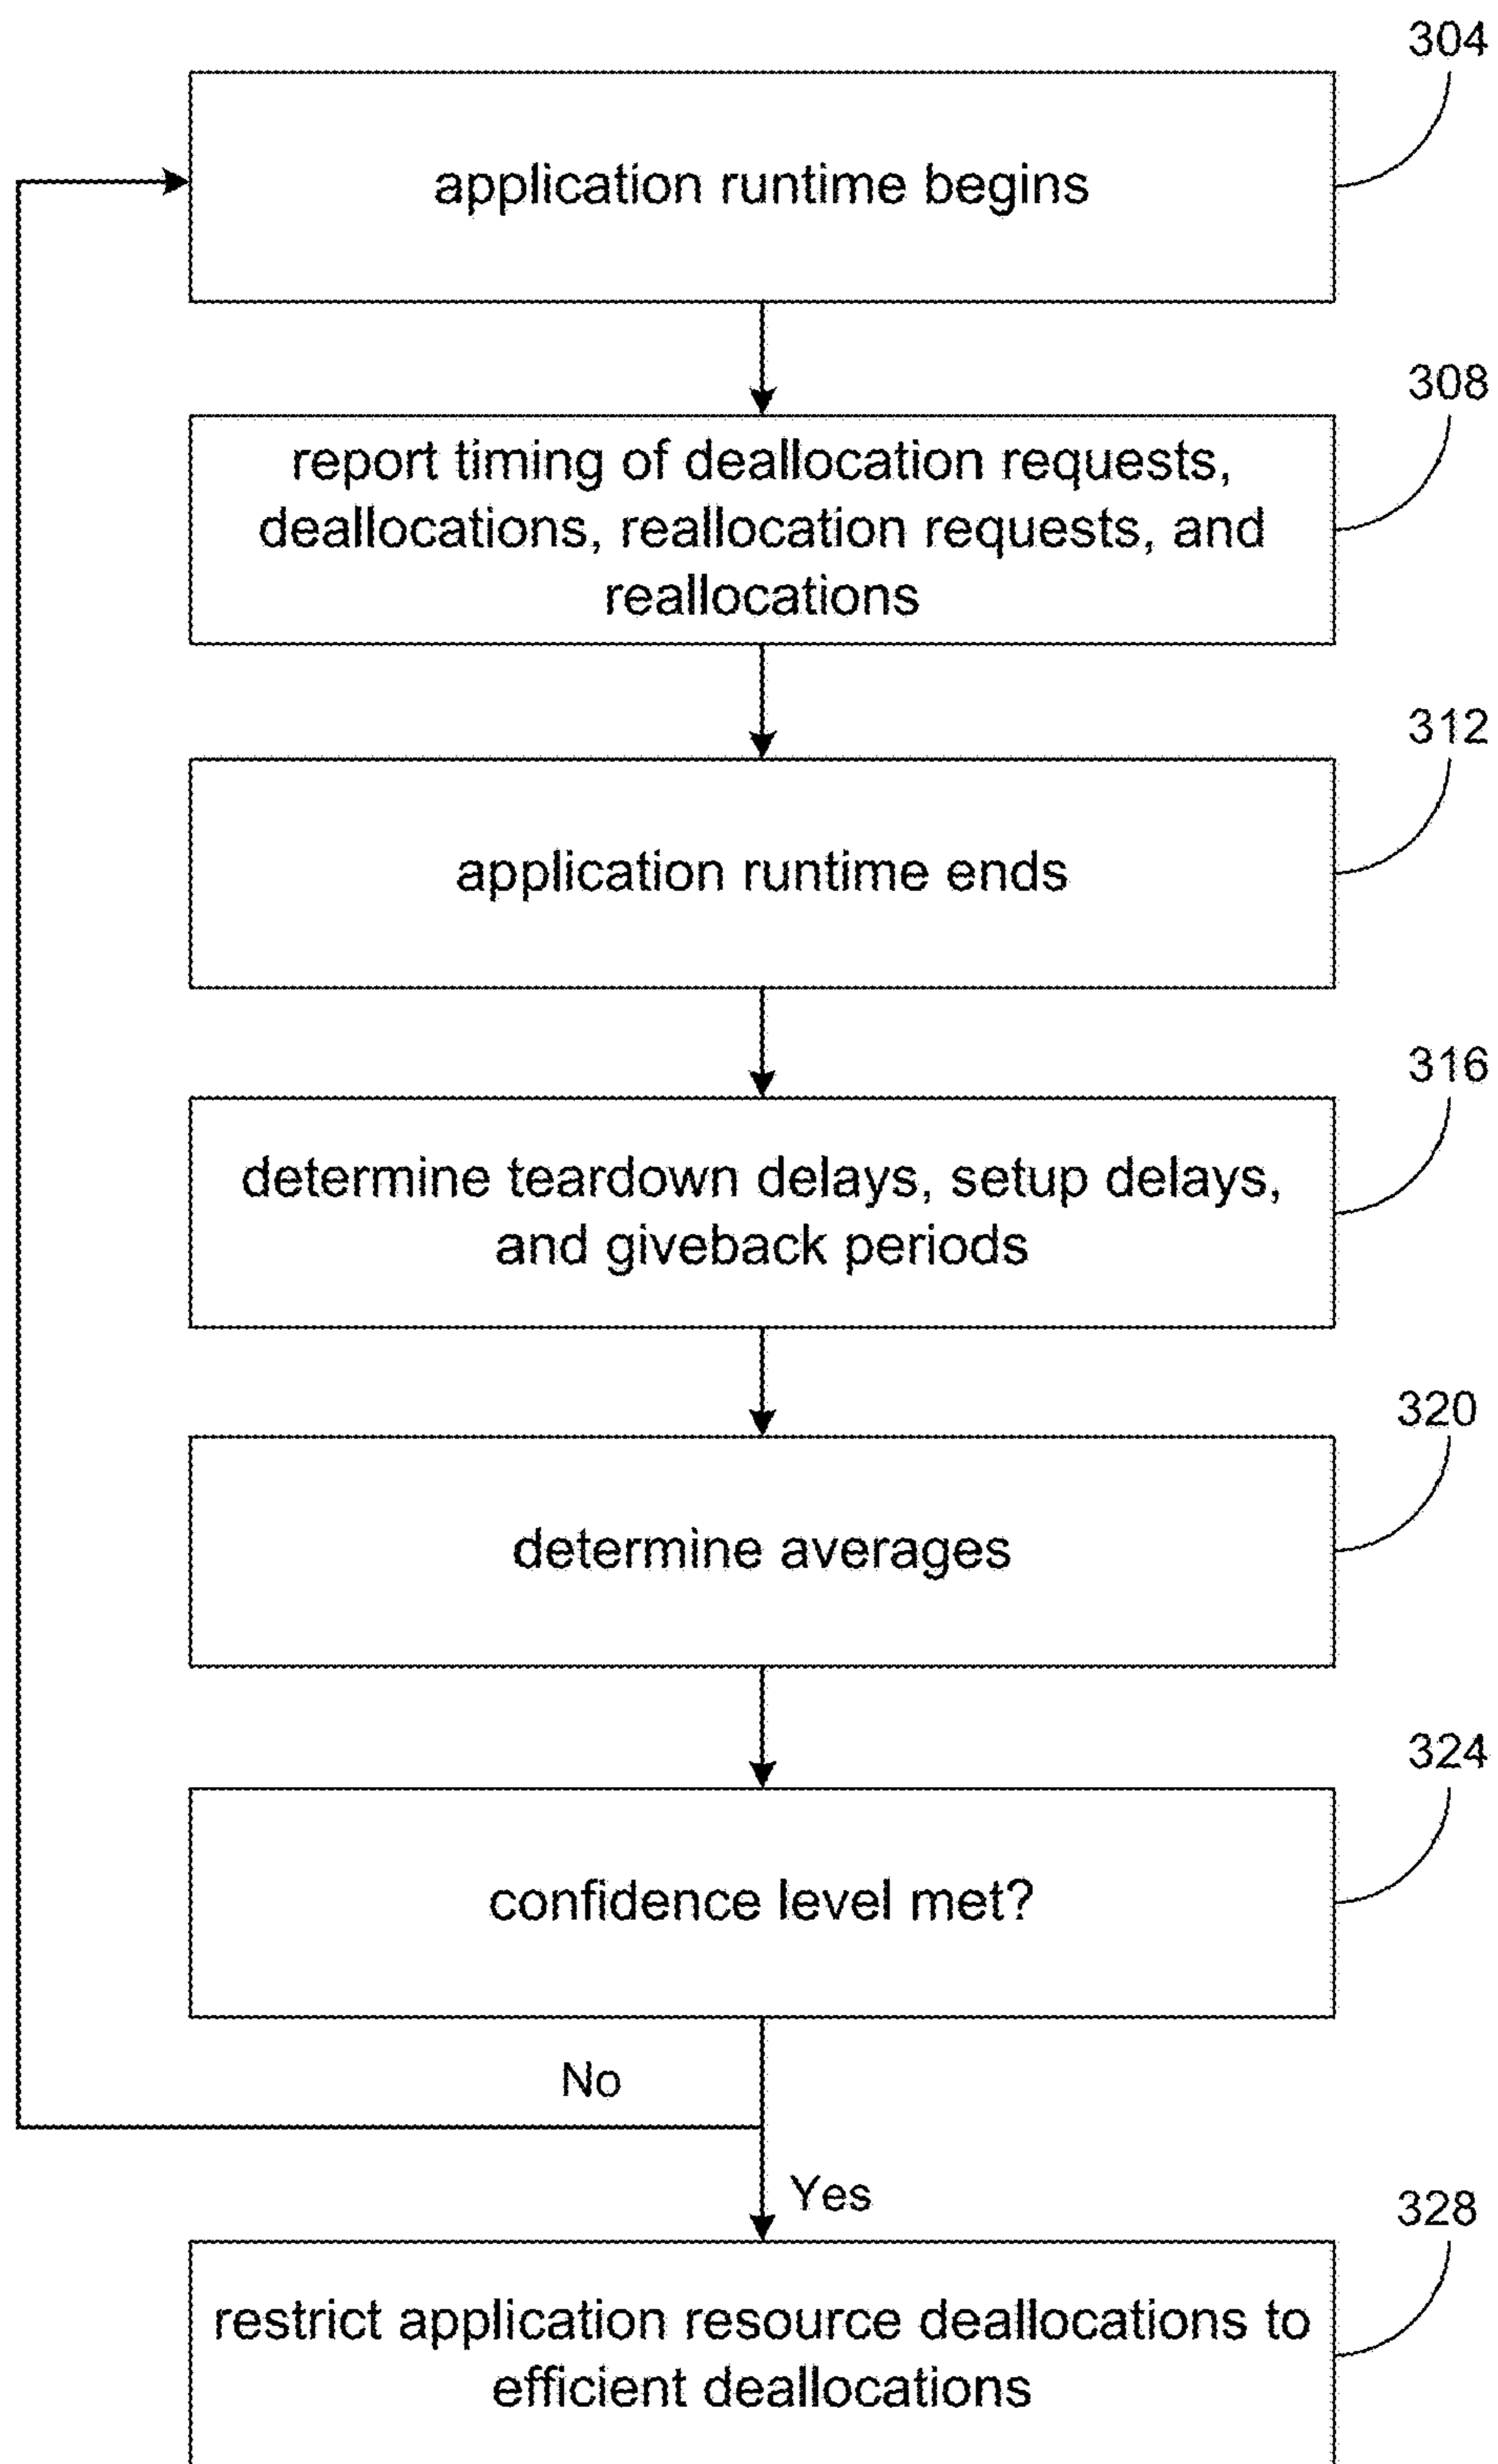 304
application runtime begins
308
report timing of deallocation requests,
deallocations, reallocation requests, and
reallocations
312
application runtime ends
316
determine teardown delays, setup delays,
and giveback periods
320
determine averages
324
confidence level met?
No
Yes
328
restrict application resource deallocations to
efficient deallocations